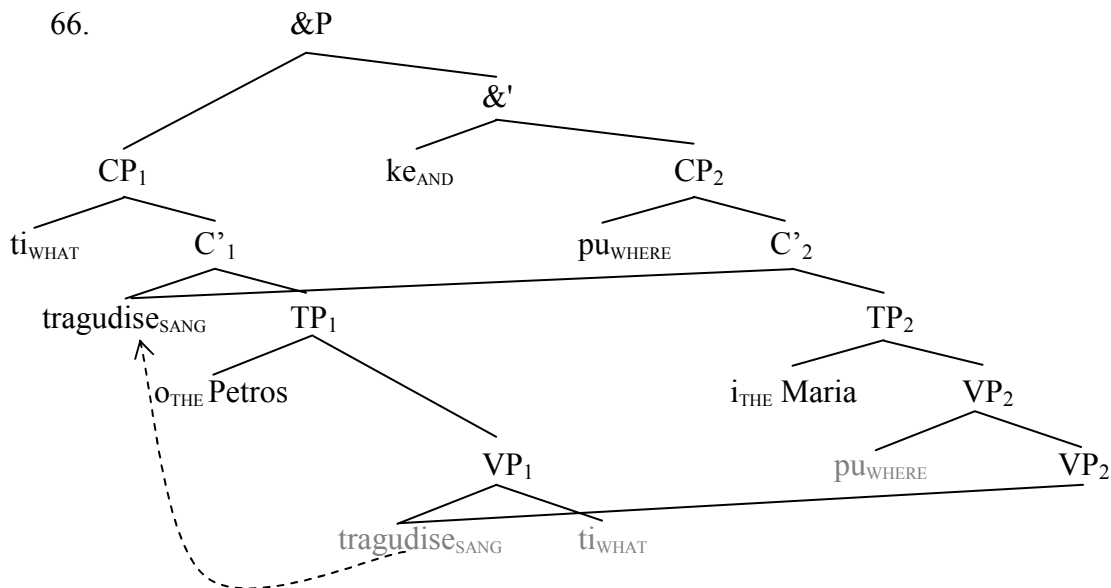 66. &P
&'
CP₁ keAND CP₂
tiWHAT C’₁ puWHERE C’₂
tragudiseSANG TP₁ TP₂
oTHE Petros iTHE Maria VP₂
VP₁ puWHERE VP₂
tragudiseSANG tiWHAT